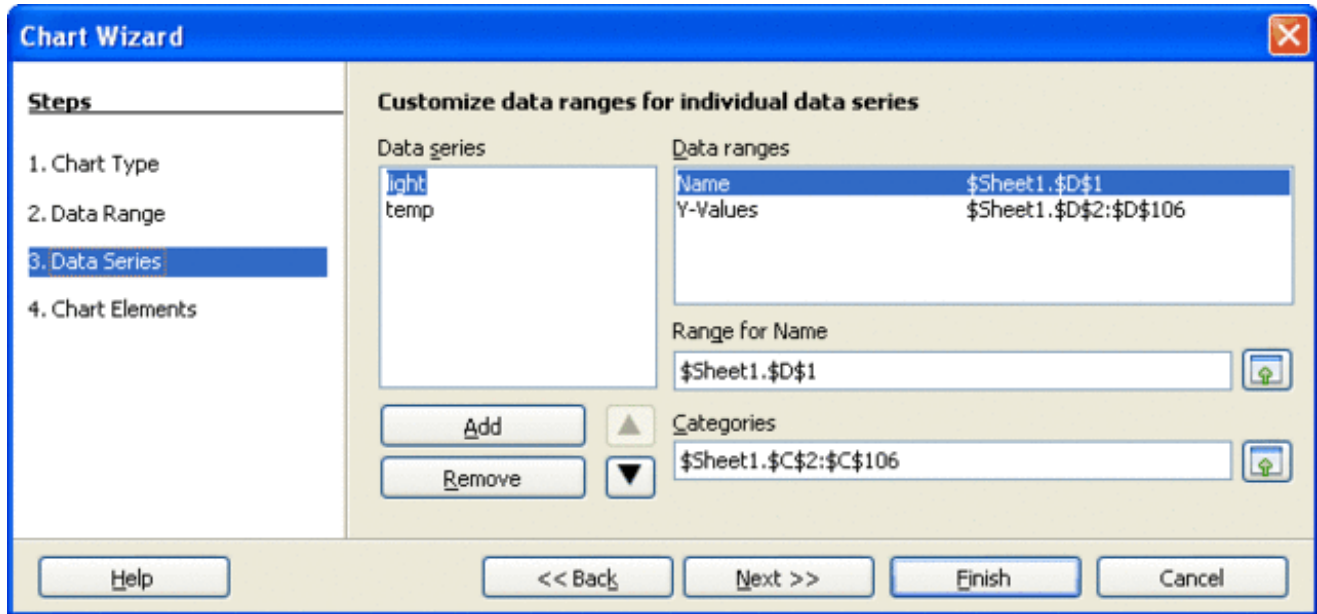 Chart Wizard
Steps
1. Chart Type
2. Data Range
3. Data Series
4. Chart Elements
Customize data ranges for individual data series
Data series
light
temp
Add
Remove
Data ranges
Name $Sheet1.$D$1
Y-Values $Sheet1.$D$2:$D$106
Range for Name
$Sheet1.$D$1
Categories
$Sheet1.$C$2:$C$106
Help
<< Back
Next >>
Finish
Cancel